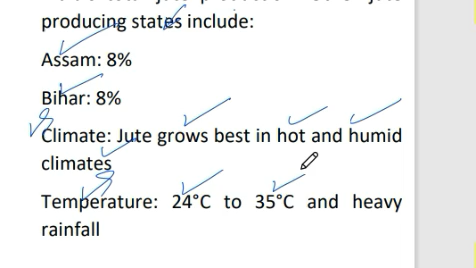 producing states include:
Assam: 8%
Bihar: 8%
Climate: Jute grows best in hot and humid
climates
Temperature: 24°C to 35°C and heavy
rainfall